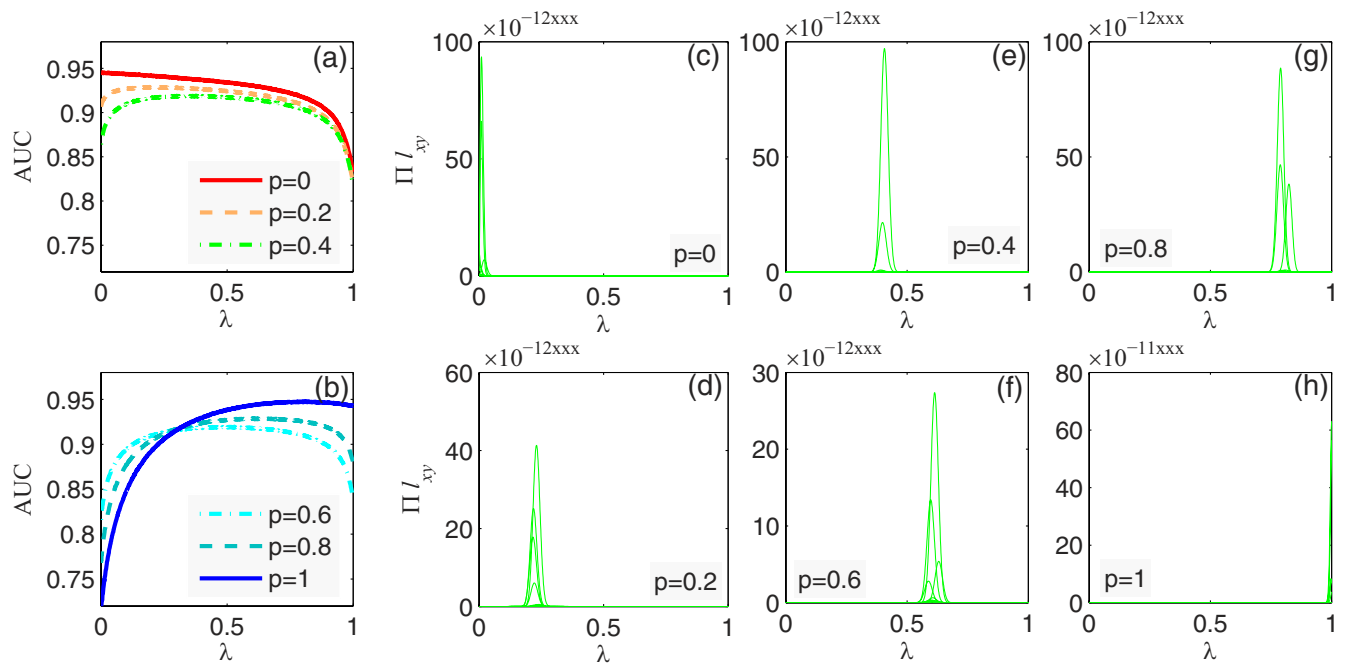 (a)
0.95
0.9
0.85
0.8
0.75
AUC
p=0
p=0.2
p=0.4
0 0.5 1
λ
(b)
0.95
0.9
0.85
0.8
0.75
AUC
p=0.6
p=0.8
p=1
0 0.5 1
λ
×10−12xxx
(c)
100
50
0
Π lxy
p=0
0 0.5 1
λ
×10−12xxx
(d)
60
40
20
0
Π lxy
p=0.2
0 0.5 1
λ
×10−12xxx
(e)
100
50
0
p=0.4
0 0.5 1
λ
×10−12xxx
(f)
30
20
10
0
p=0.6
0 0.5 1
λ
×10−12xxx
(g)
100
50
0
p=0.8
0 0.5 1
λ
×10−11xxx
(h)
80
60
40
20
0
p=1
0 0.5 1
λ